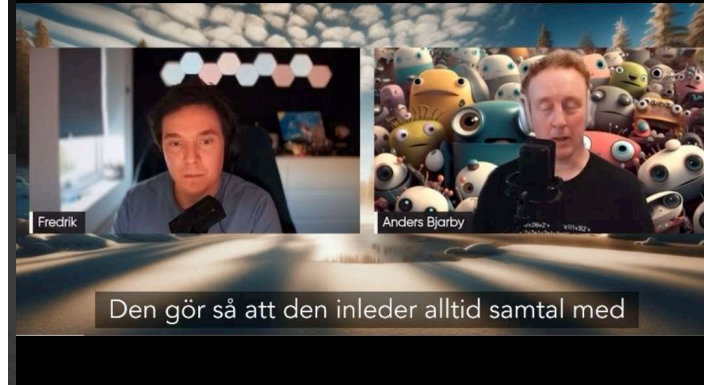 Fredrik
Anders Bjarby
Den gör så att den inleder alltid samtal med